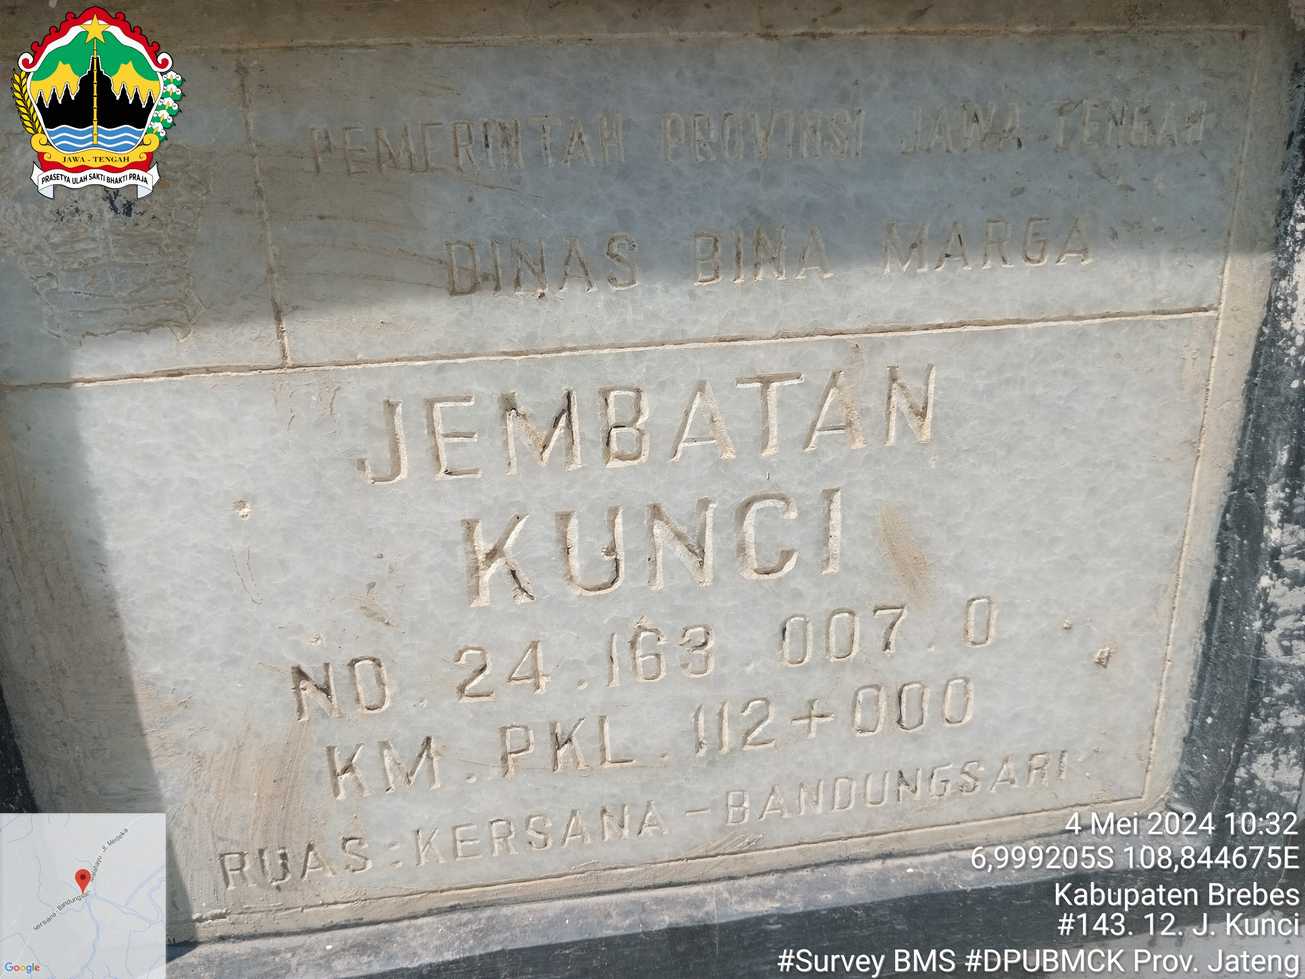 JAWA - TENGAH
PRASETYA ULAH SAKTI BHAKTI PRAJA
PEMERINTAH PROVINSI JAWA TENGAH
DINAS BINA MARGA
JEMBATAN
KUNCI
NO. 24.163.007.0
KM. PKL. 112+000
RUAS : KERSANA - BANDUNGSARI
Google
4 Mei 2024 10:32
6,999205S 108,844675E
Kabupaten Brebes
#143. 12. J. Kunci
#Survey BMS #DPUBMCK Prov. Jateng